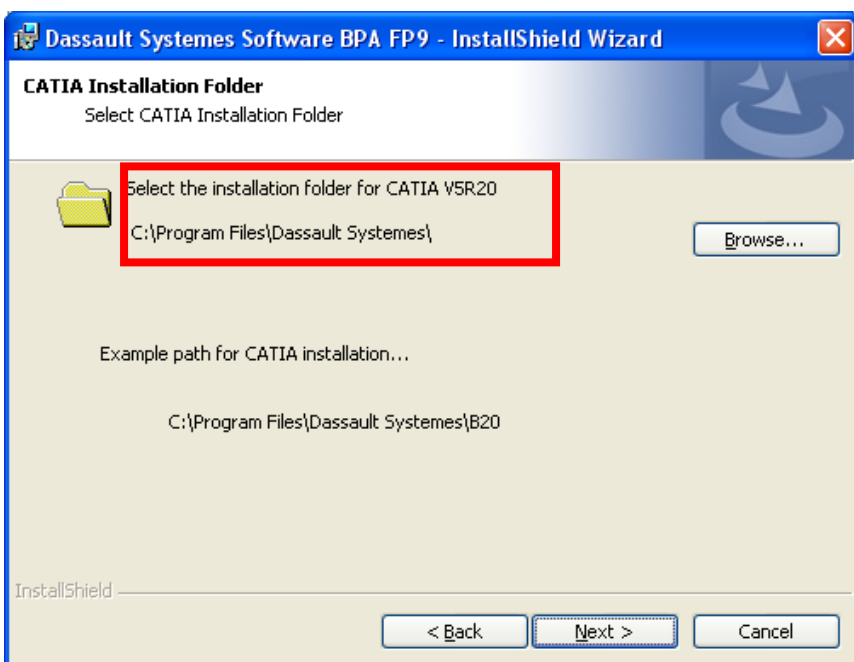 Dassault Systemes Software BPA FP9 - InstallShield Wizard
CATIA Installation Folder
Select CATIA Installation Folder
Select the installation folder for CATIA V5R20
C:\Program Files\Dassault Systemes\
Browse...
Example path for CATIA installation...
C:\Program Files\Dassault Systemes\B20
InstallShield
< Back
Next >
Cancel